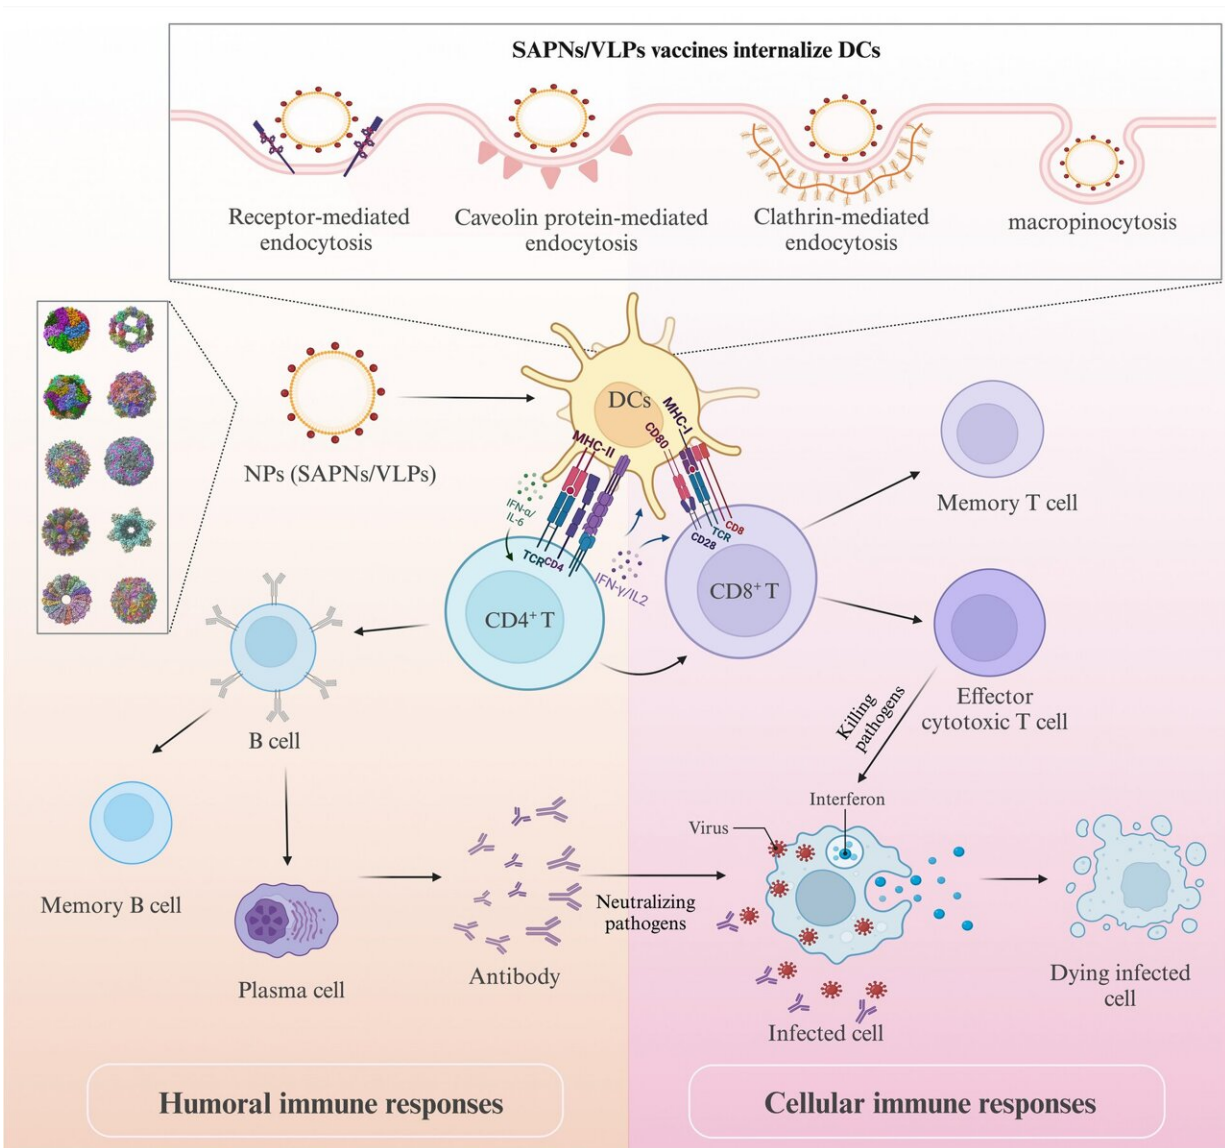 SAPNs/VLPs vaccines internalize DCs
Receptor-mediated
endocytosis
Caveolin protein-mediated
endocytosis
Clathrin-mediated
endocytosis
macropinocytosis
NPs (SAPNs/VLPs)
DCs
MHC-II
CD80
MHC-I
IFN-α/
IL-6
TCR
CD4
IFN-γ/IL2
CD28
TCR
CD8
CD4⁺ T
CD8⁺ T
Memory T cell
Effector
cytotoxic T cell
B cell
Killing
pathogens
Interferon
Virus
Memory B cell
Plasma cell
Antibody
Neutralizing
pathogens
Infected cell
Dying infected
cell
Humoral immune responses
Cellular immune responses